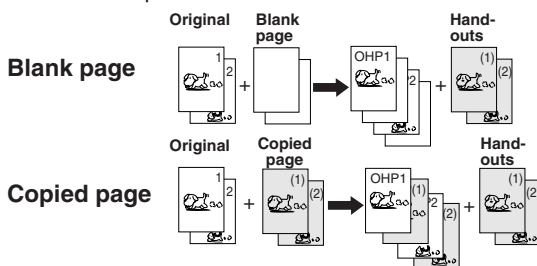 Original
Blank
page
Hand-
outs
Blank page
1
2
+
OHP1
2
+
(1)
(2)
Original
Copied
page
Hand-
outs
Copied page
1
2
+
(1)
(2)
OHP1
(1)
2
(2)
+
(1)
(2)